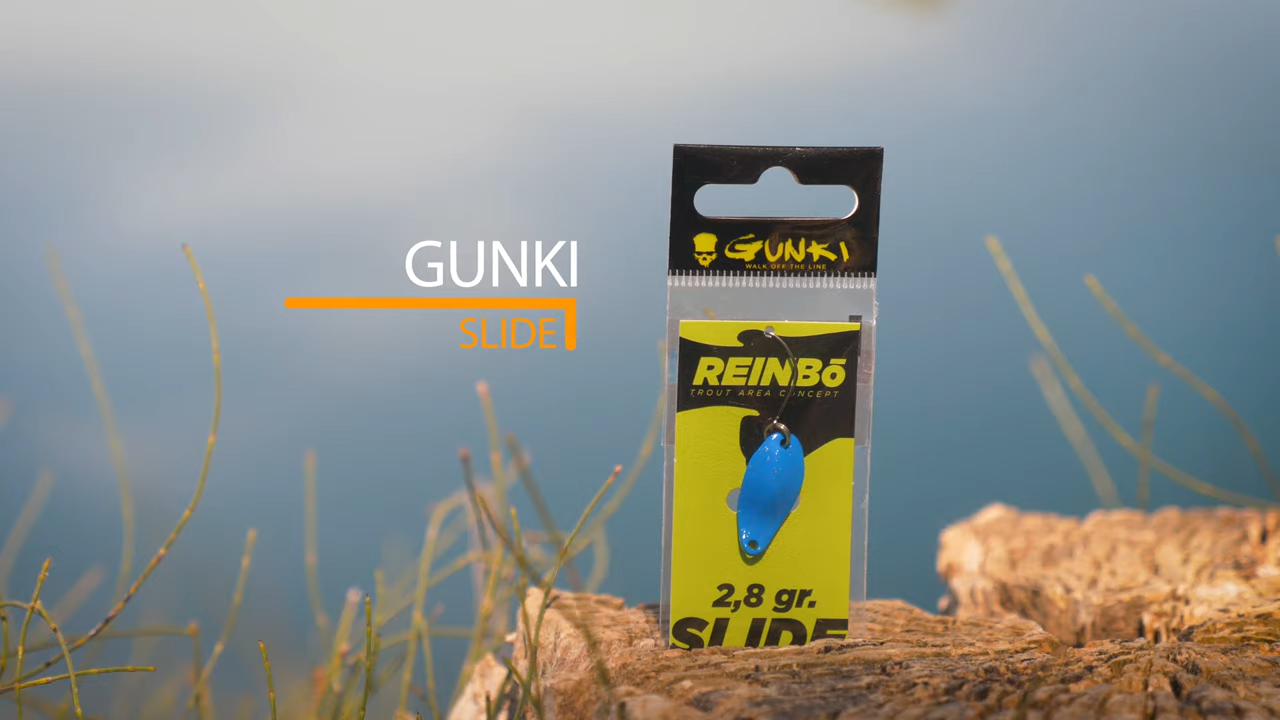 GUNKI
SLIDE
GUNKI
WALK OFF THE LINE
REINBō
TROUT AREA CONCEPT
2,8 gr.
SLIDE